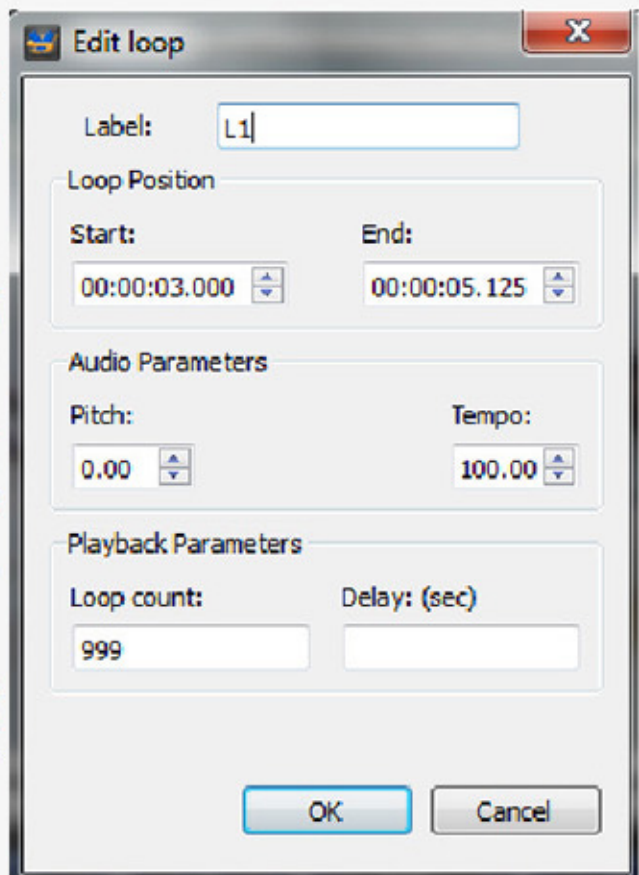 Edit loop
Label: L1
Loop Position
Start: End:
00:00:03.000 00:00:05.125
Audio Parameters
Pitch: Tempo:
0.00 100.00
Playback Parameters
Loop count: Delay: (sec)
999
OK Cancel